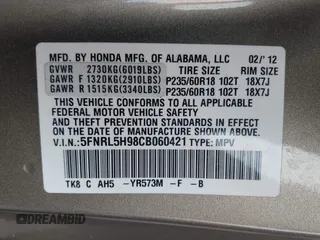 MFD. BY HONDA MFG. OF ALABAMA, LLC 02/'12
GVWR 2730KG(6019LBS) TIRE SIZE RIM SIZE
GAWR F 1320KG(2910LBS) P235/60R18 102T 18X7J
GAWR R 1515KG(3340LBS) P235/60R18 102T 18X7J
THIS VEHICLE CONFORMS TO ALL APPLICABLE
FEDERAL MOTOR VEHICLE SAFETY AND THEFT
PREVENTION STANDARDS IN EFFECT ON THE DATE
OF MANUFACTURE SHOWN ABOVE.
V.I.N.: 5FNRL5H98CB060421 TYPE: MPV
TK8 C AH5 -YR573M -F -B
DREAMBID